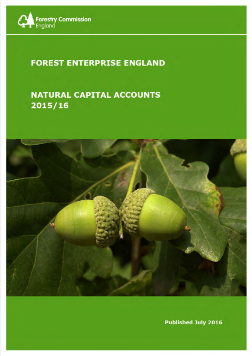 Forestry Commission
England
FOREST ENTERPRISE ENGLAND
NATURAL CAPITAL ACCOUNTS
2015/16
Published July 2016